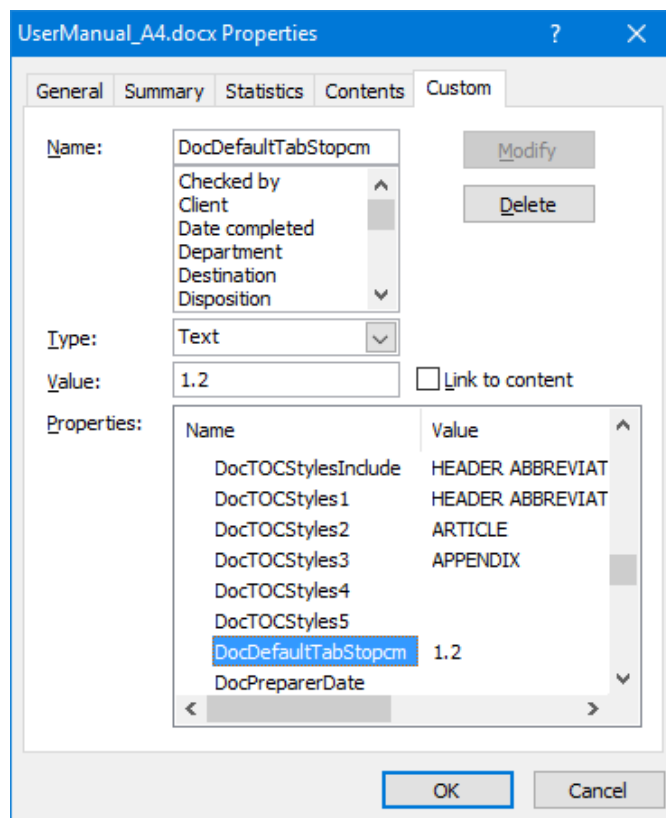 UserManual_A4.docx Properties ?
General Summary Statistics Contents Custom
Name: DocDefaultTabStopcm Modify
Checked by
Client
Date completed
Department
Destination
Disposition
Delete
Type: Text
Value: 1.2 Link to content
Properties: Name Value
DocTOCStylesInclude HEADER ABBREVIAT
DocTOCStyles1 HEADER ABBREVIAT
DocTOCStyles2 ARTICLE
DocTOCStyles3 APPENDIX
DocTOCStyles4
DocTOCStyles5
DocDefaultTabStopcm 1.2
DocPreparerDate
OK Cancel